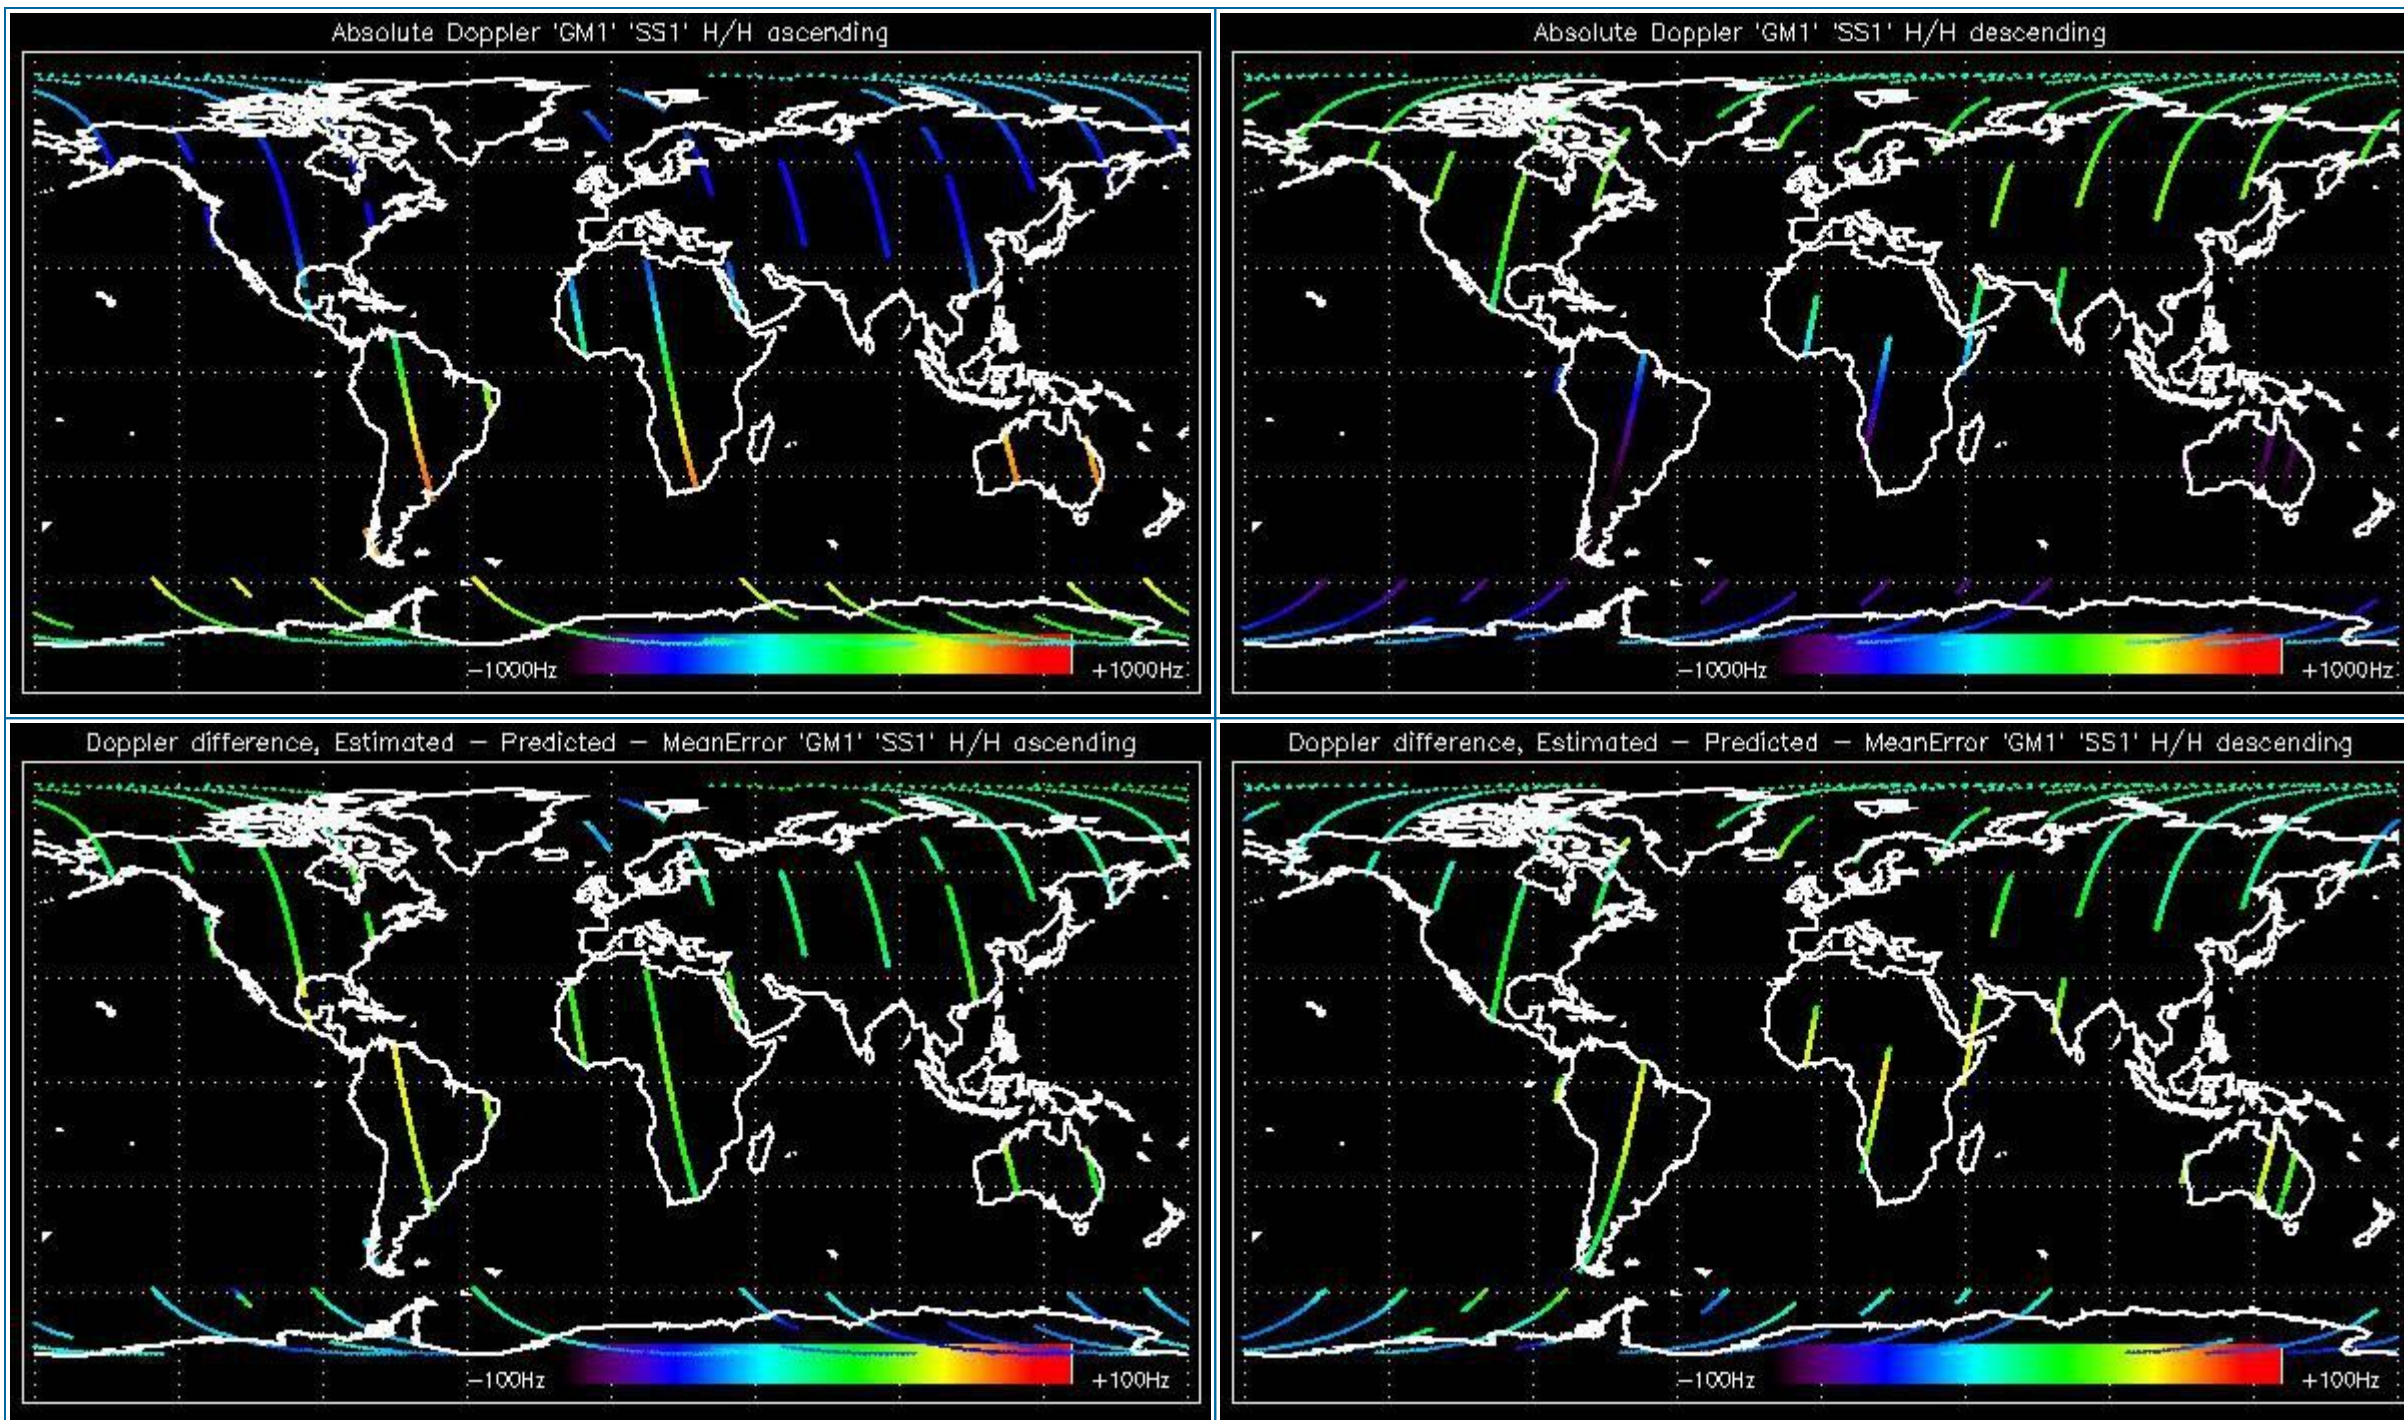 Absolute Doppler 'GM1' 'SS1' H/H ascending
−1000Hz
+1000Hz
Absolute Doppler 'GM1' 'SS1' H/H descending
−1000Hz
+1000Hz
Doppler difference, Estimated − Predicted − MeanError 'GM1' 'SS1' H/H ascending
−100Hz
+100Hz
Doppler difference, Estimated − Predicted − MeanError 'GM1' 'SS1' H/H descending
−100Hz
+100Hz